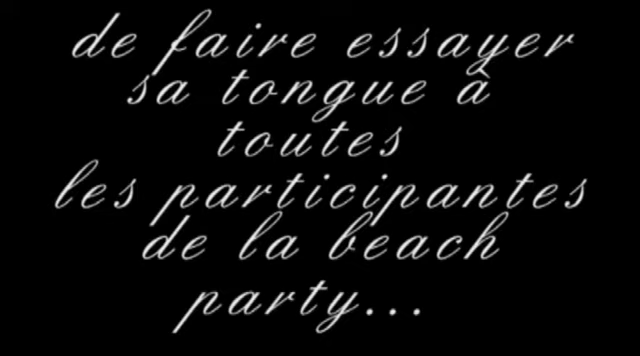 de faire essayer
sa tongue à
toutes
les participantes
de la beach
party...